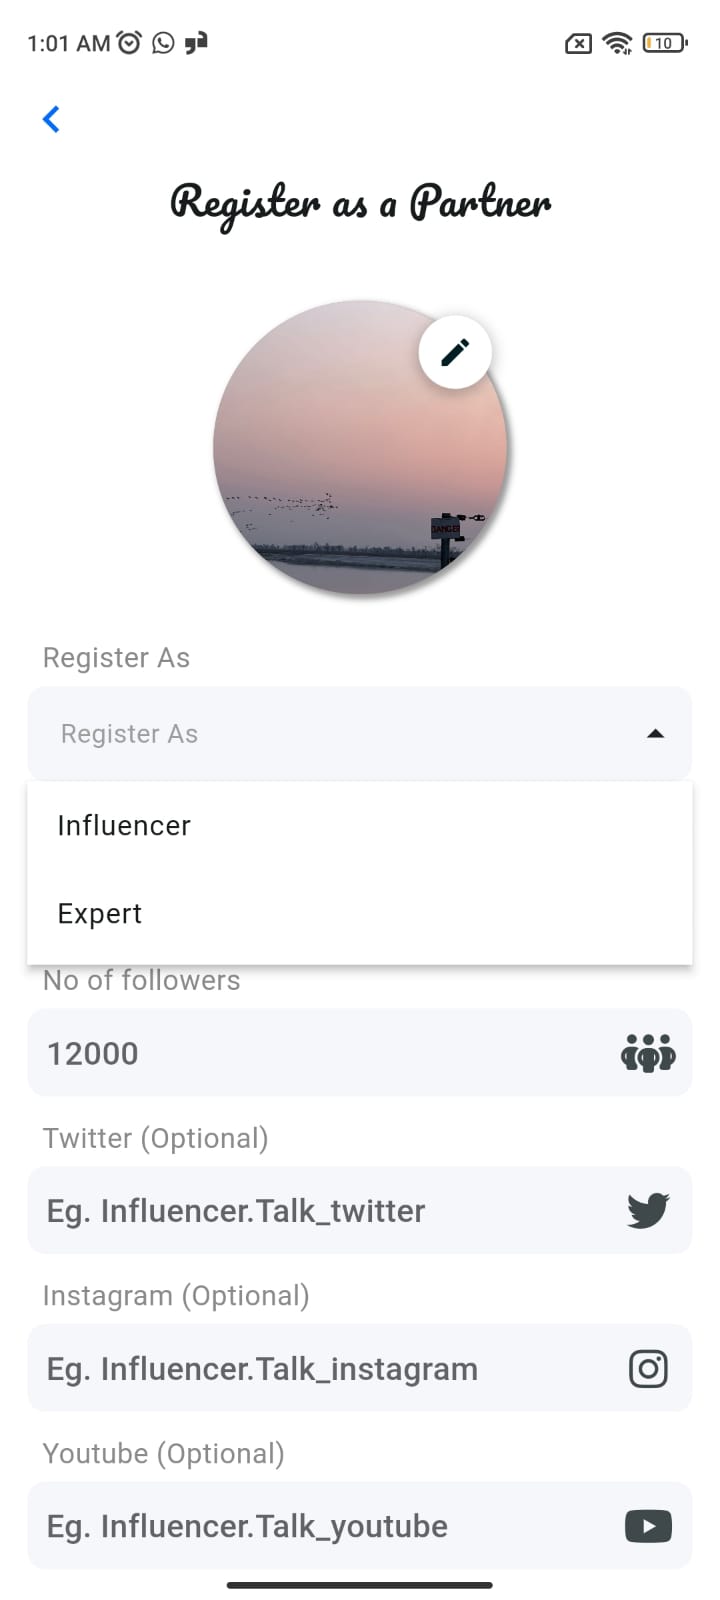 1:01 AM
10
Register as a Partner
DANGER
Register As
Register As
Influencer
Expert
No of followers
12000
Twitter (Optional)
Eg. Influencer.Talk_twitter
Instagram (Optional)
Eg. Influencer.Talk_instagram
Youtube (Optional)
Eg. Influencer.Talk_youtube